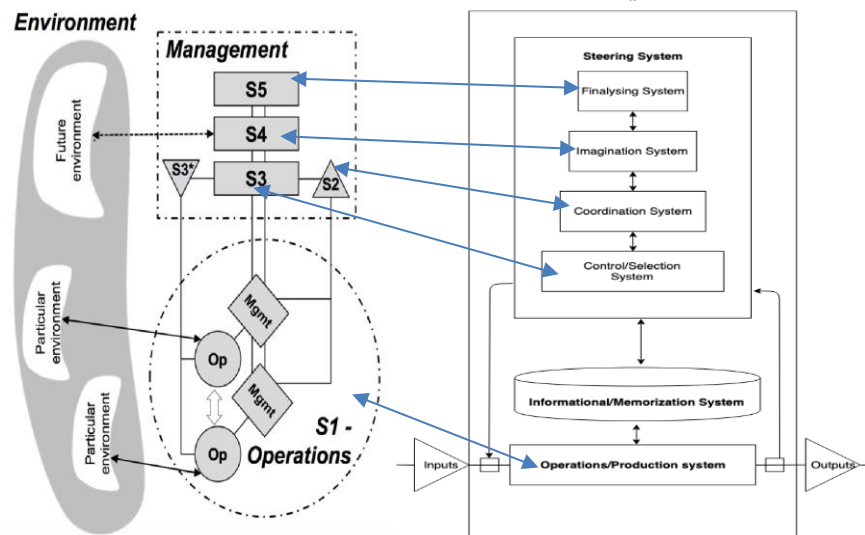 Environment
Management
S5
S4
S3*
S3
S2
Future
environment
Particular
environment
Particular
environment
Mgmt
Op
Mgmt
Op
S1 -
Operations
Steering System
Finalysing System
Imagination System
Coordination System
Control/Selection
System
Informational/Memorization System
Inputs
Operations/Production system
Outputs